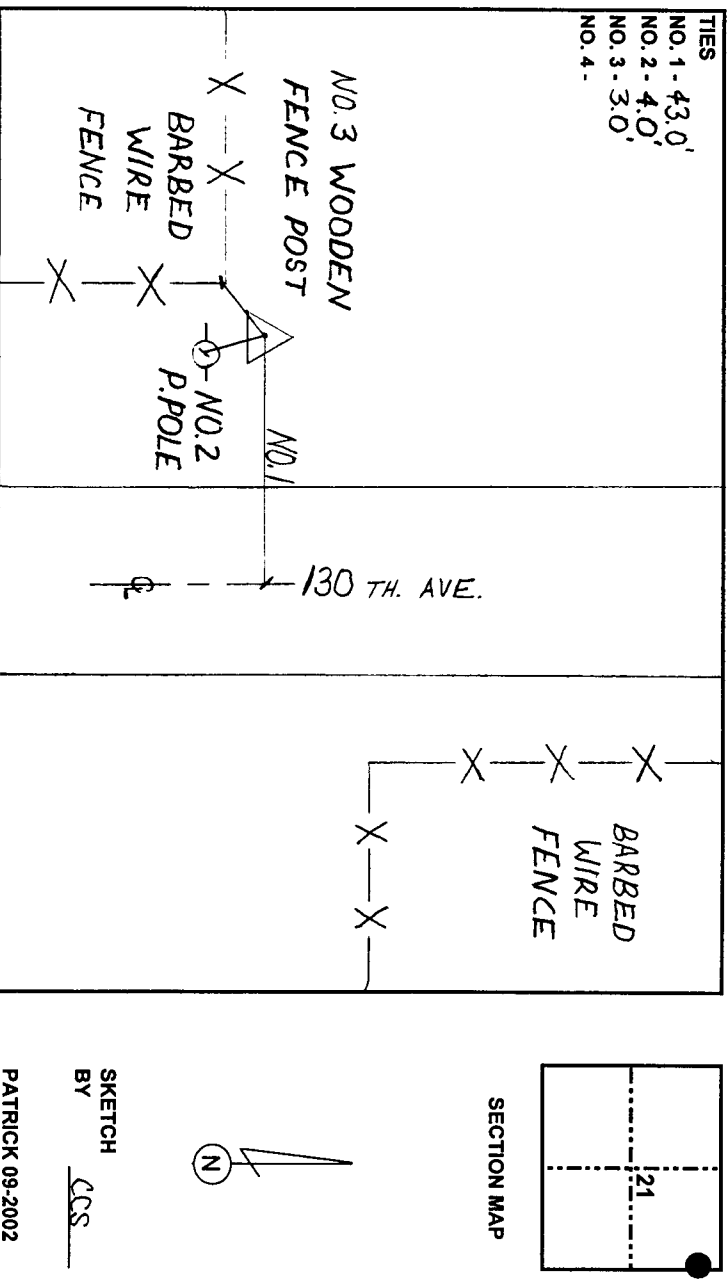 TIES
NO. 1 - 43.0'
NO. 2 - 4.0'
NO. 3 - 3.0'
NO. 4 -
NO. 3 WOODEN
FENCE POST
BARBED
WIRE
FENCE
NO. 2
P. POLE
NO. 1
℄
130 TH. AVE.
BARBED
WIRE
FENCE
21
SECTION MAP
N
SKETCH
BY CCS
PATRICK 09-2002